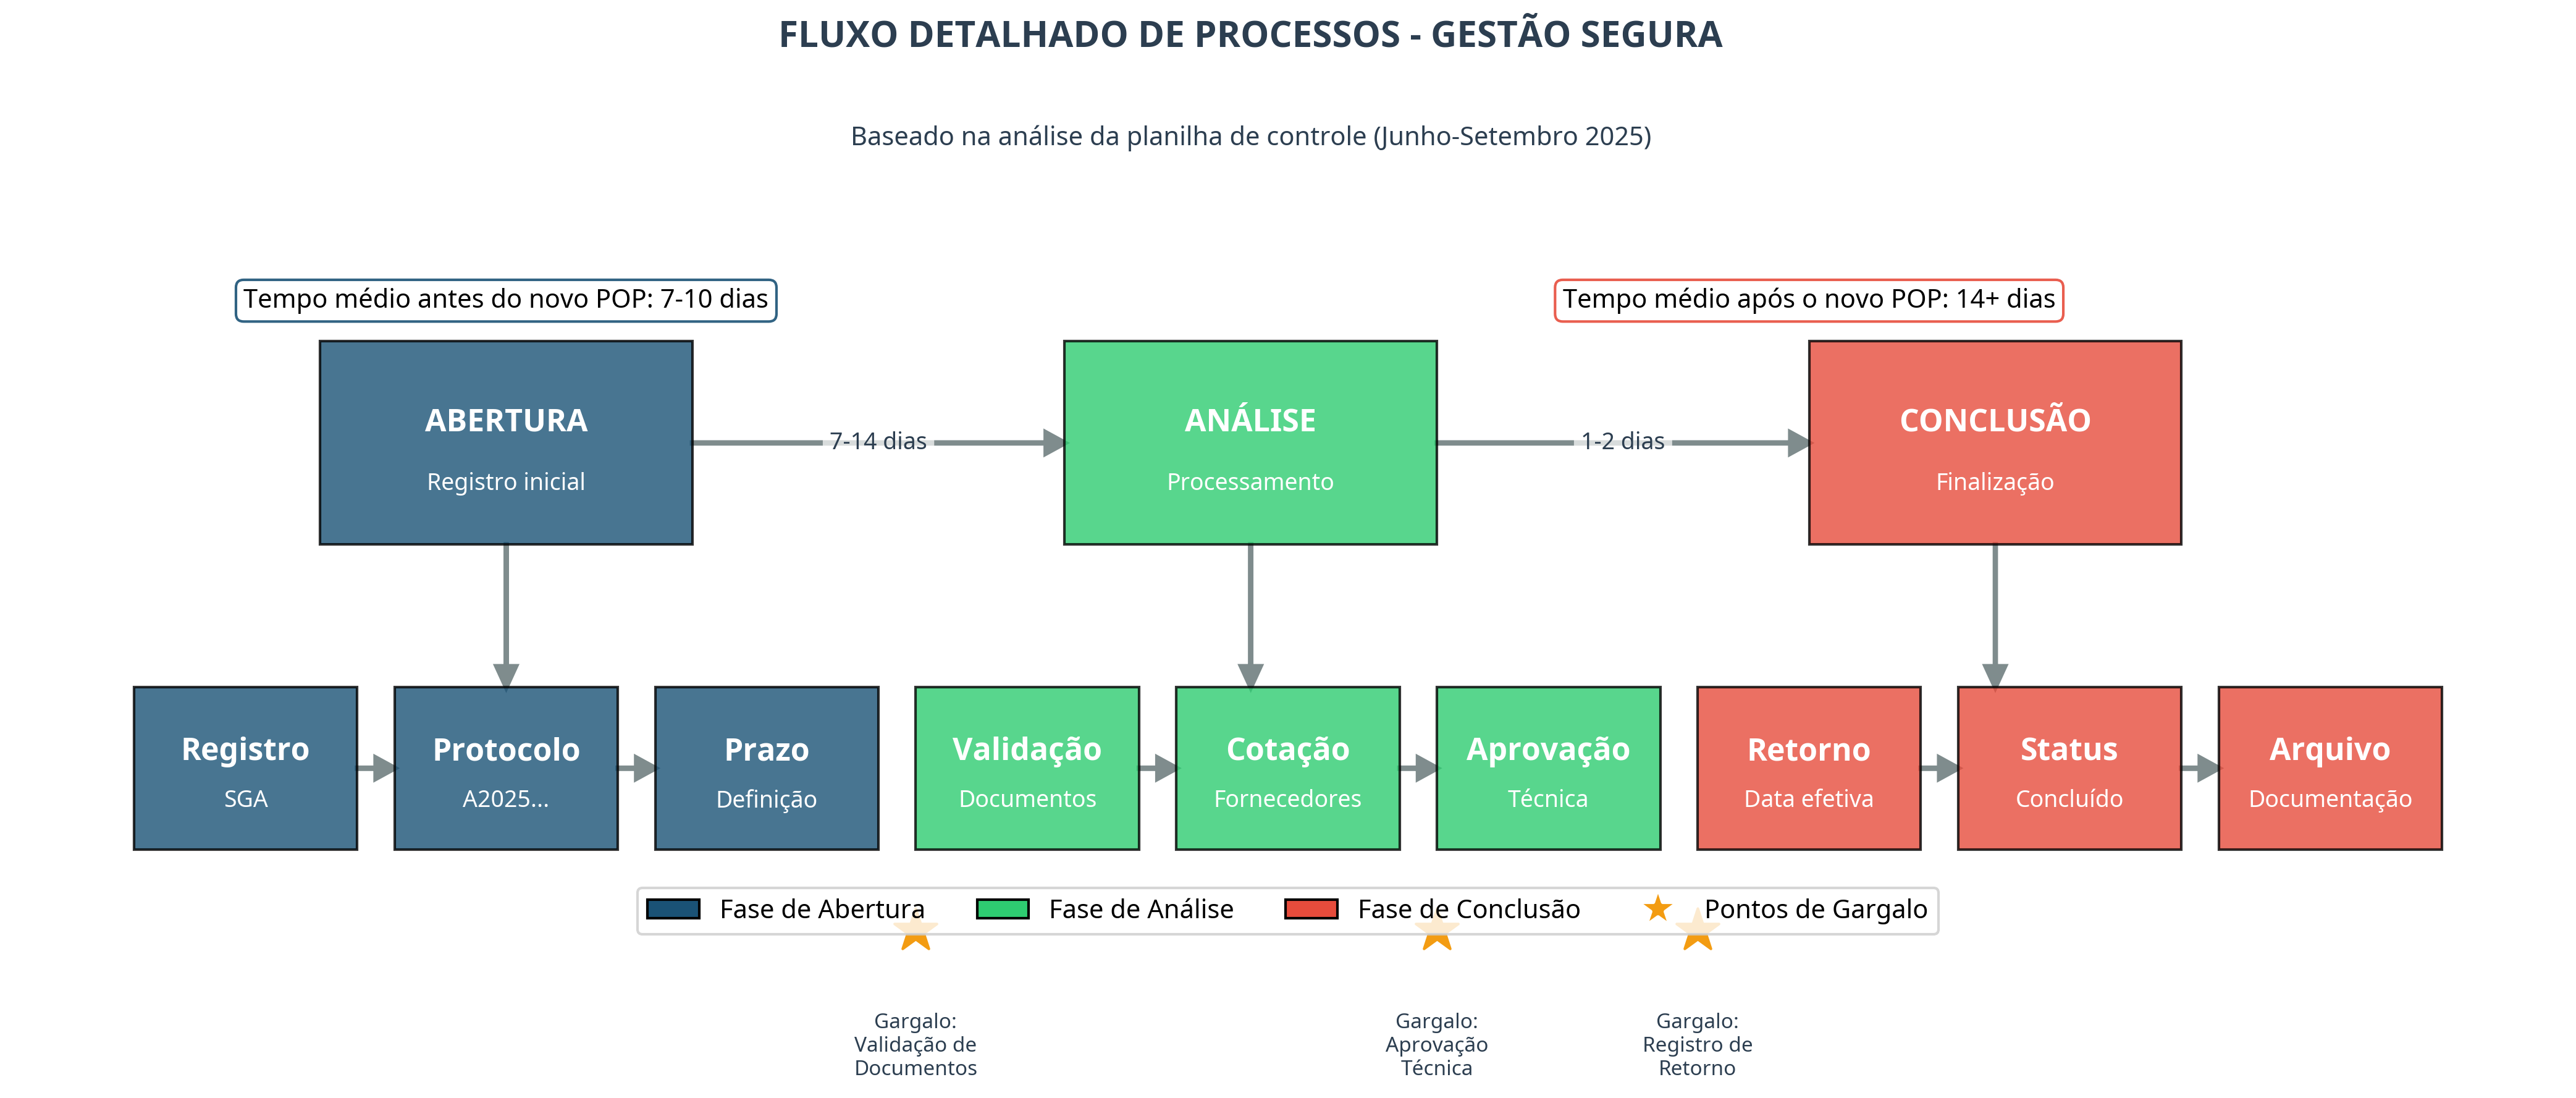 FLUXO DETALHADO DE PROCESSOS - GESTÃO SEGURA
Baseado na análise da planilha de controle (Junho-Setembro 2025)
Tempo médio antes do novo POP: 7-10 dias
Tempo médio após o novo POP: 14+ dias
ABERTURA
Registro inicial
7-14 dias
ANÁLISE
Processamento
1-2 dias
CONCLUSÃO
Finalização
Registro
SGA
Protocolo
A2025...
Prazo
Definição
Validação
Documentos
Cotação
Fornecedores
Aprovação
Técnica
Retorno
Data efetiva
Status
Concluído
Arquivo
Documentação
Fase de Abertura
Fase de Análise
Fase de Conclusão
Pontos de Gargalo
Gargalo:
Validação de
Documentos
Gargalo:
Aprovação
Técnica
Gargalo:
Registro de
Retorno